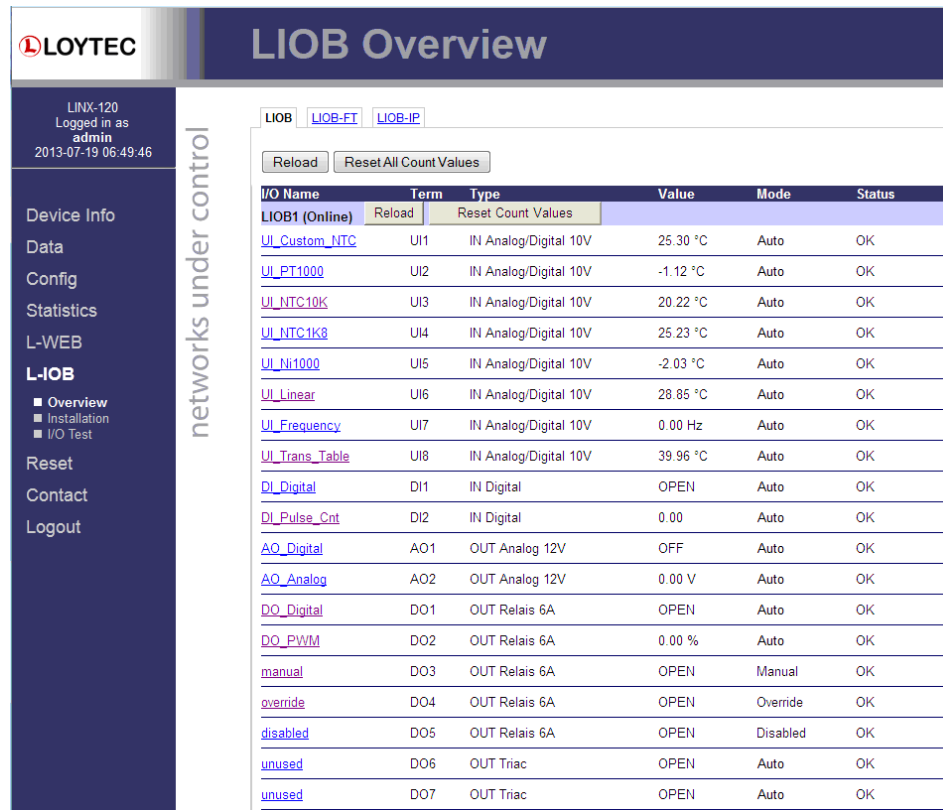 LOYTEC
LIOB Overview
LINX-120
Logged in as
admin
2013-07-19 06:49:46
networks under control
Device Info
Data
Config
Statistics
L-WEB
L-IOB
Overview
Installation
I/O Test
Reset
Contact
Logout
LIOB LIOB-FT LIOB-IP
Reload Reset All Count Values
I/O Name Term Type Value Mode Status
LIOB1 (Online) Reload Reset Count Values
UI_Custom_NTC UI1 IN Analog/Digital 10V 25.30 °C Auto OK
UI_PT1000 UI2 IN Analog/Digital 10V -1.12 °C Auto OK
UI_NTC10K UI3 IN Analog/Digital 10V 20.22 °C Auto OK
UI_NTC1K8 UI4 IN Analog/Digital 10V 25.23 °C Auto OK
UI_Ni1000 UI5 IN Analog/Digital 10V -2.03 °C Auto OK
UI_Linear UI6 IN Analog/Digital 10V 28.85 °C Auto OK
UI_Frequency UI7 IN Analog/Digital 10V 0.00 Hz Auto OK
UI_Trans_Table UI8 IN Analog/Digital 10V 39.96 °C Auto OK
DI_Digital DI1 IN Digital OPEN Auto OK
DI_Pulse_Cnt DI2 IN Digital 0.00 Auto OK
AO_Digital AO1 OUT Analog 12V OFF Auto OK
AO_Analog AO2 OUT Analog 12V 0.00 V Auto OK
DO_Digital DO1 OUT Relais 6A OPEN Auto OK
DO_PWM DO2 OUT Relais 6A 0.00 % Auto OK
manual DO3 OUT Relais 6A OPEN Manual OK
override DO4 OUT Relais 6A OPEN Override OK
disabled DO5 OUT Relais 6A OPEN Disabled OK
unused DO6 OUT Triac OPEN Auto OK
unused DO7 OUT Triac OPEN Auto OK